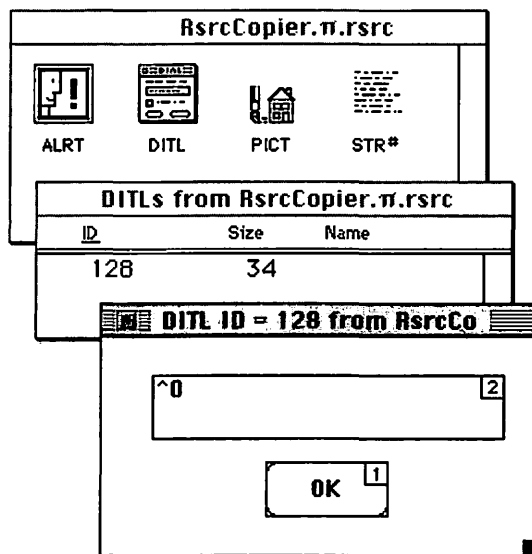 RsrcCopier.π.rsrc
ALRT DITL PICT STR#
DITLs from RsrcCopier.π.rsrc
ID Size Name
128 34
DITL ID = 128 from RsrcCo
^0 2
OK 1